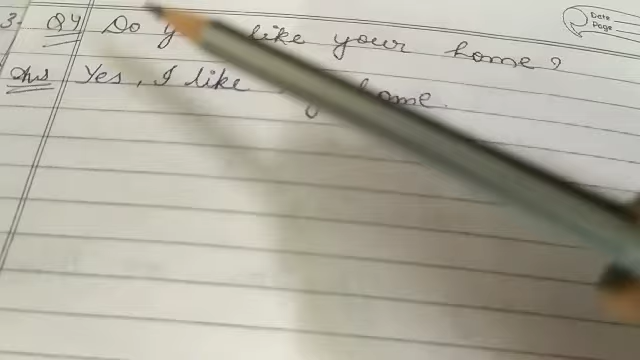 3. Q4 Do y like your home?
Ans Yes, I like home.
Date
Page